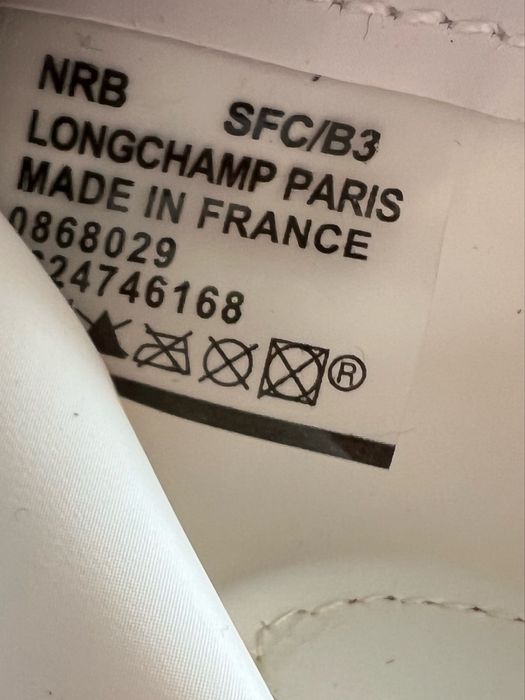 NRB SFC/B3
LONGCHAMP PARIS
MADE IN FRANCE
0868029
24746168
®